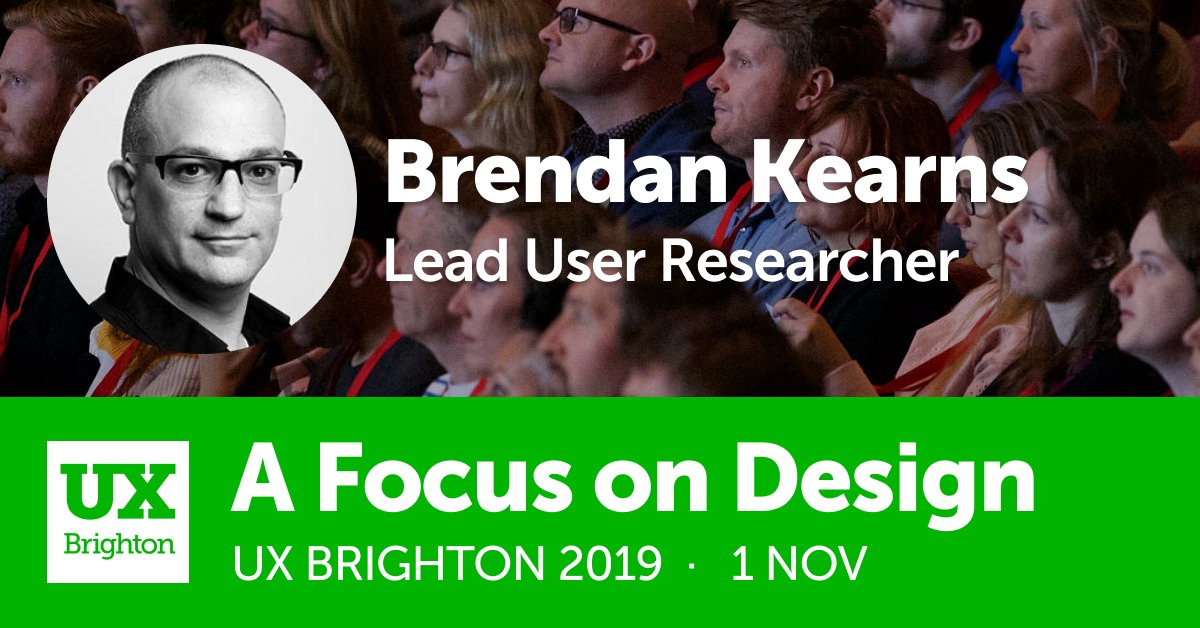 Brendan Kearns
Lead User Researcher
UX
Brighton
A Focus on Design
UX BRIGHTON 2019 · 1 NOV